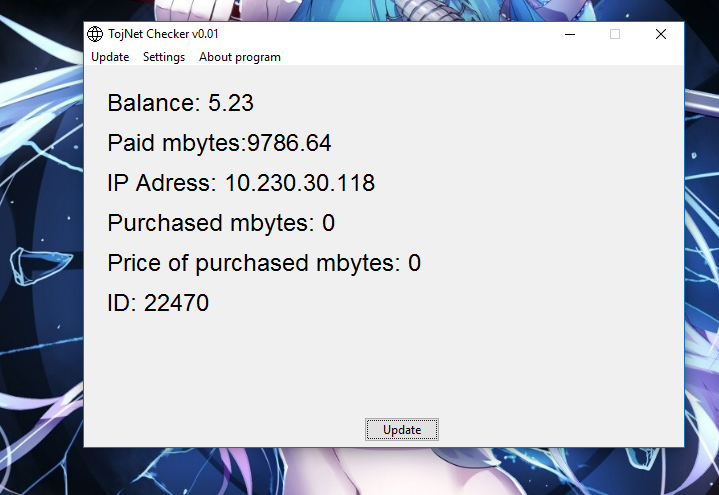 TojNet Checker v0.01
Update Settings About program
Balance: 5.23
Paid mbytes:9786.64
IP Adress: 10.230.30.118
Purchased mbytes: 0
Price of purchased mbytes: 0
ID: 22470
Update